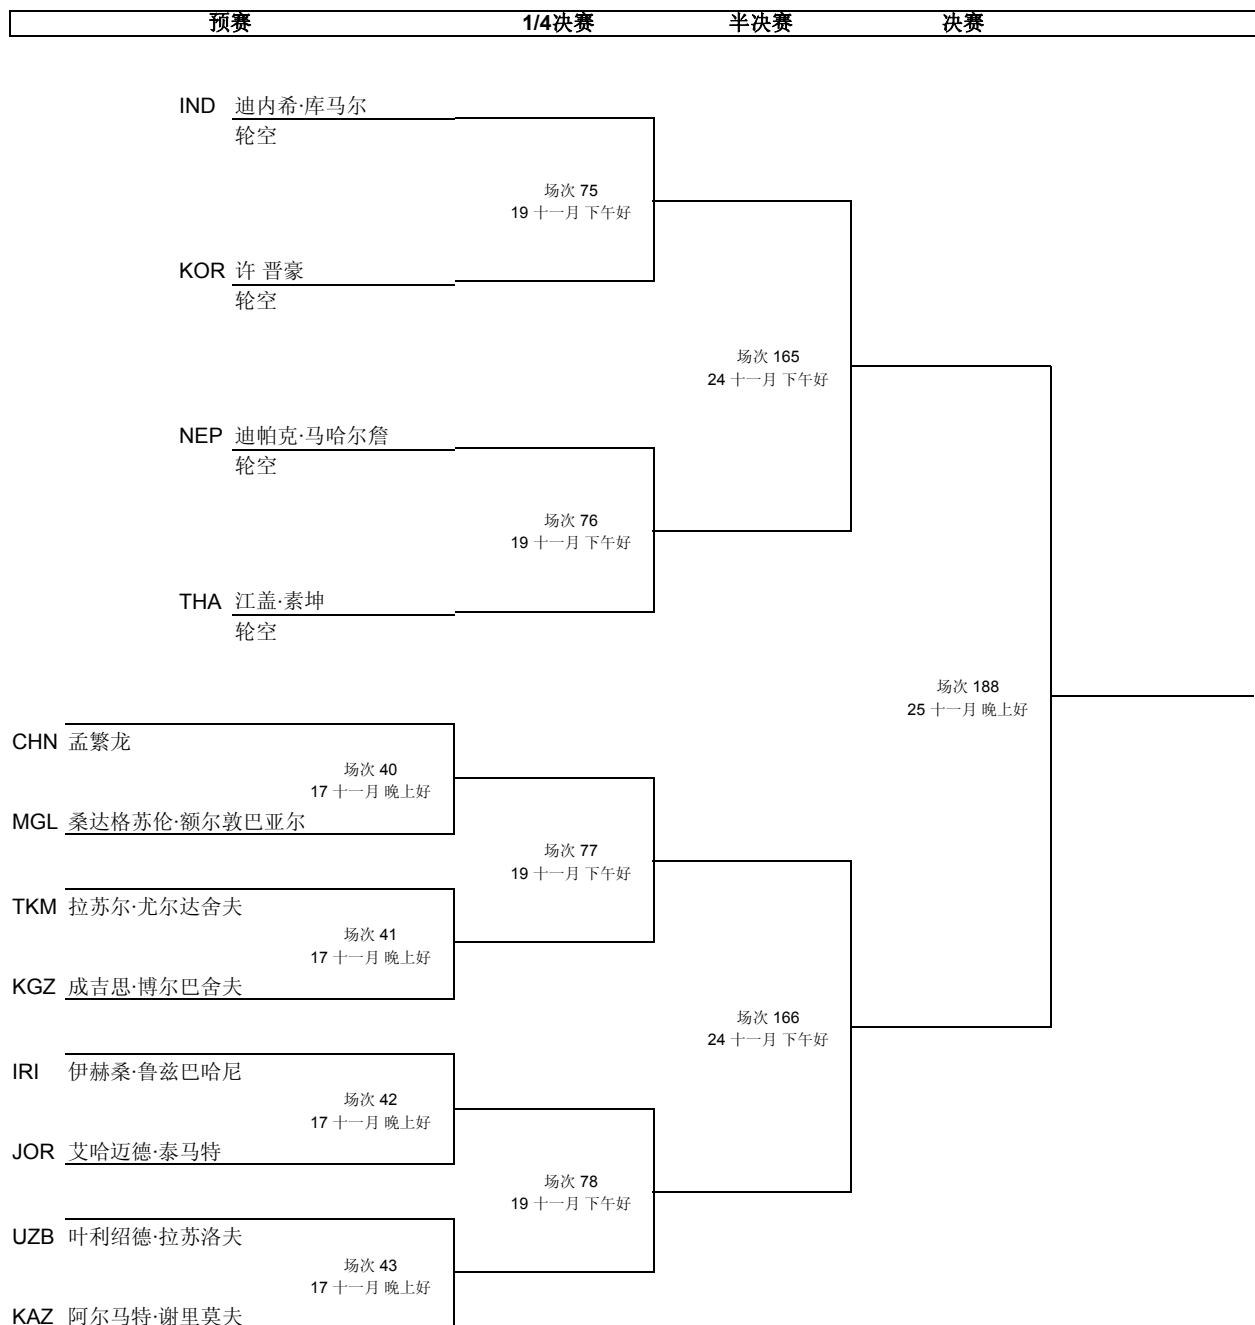 预赛 1/4决赛 半决赛 决赛
IND 迪内希·库马尔
轮空
场次 75
19 十一月 下午好
KOR 许 晋豪
轮空
场次 165
24 十一月 下午好
NEP 迪帕克·马哈尔詹
轮空
场次 76
19 十一月 下午好
THA 江盖·素坤
轮空
场次 188
25 十一月 晚上好
CHN 孟繁龙
场次 40
17 十一月 晚上好
MGL 桑达格苏伦·额尔敦巴亚尔
场次 77
19 十一月 下午好
TKM 拉苏尔·尤尔达舍夫
场次 41
17 十一月 晚上好
KGZ 成吉思·博尔巴舍夫
场次 166
24 十一月 下午好
IRI 伊赫桑·鲁兹巴哈尼
场次 42
17 十一月 晚上好
JOR 艾哈迈德·泰马特
场次 78
19 十一月 下午好
UZB 叶利绍德·拉苏洛夫
场次 43
17 十一月 晚上好
KAZ 阿尔马特·谢里莫夫